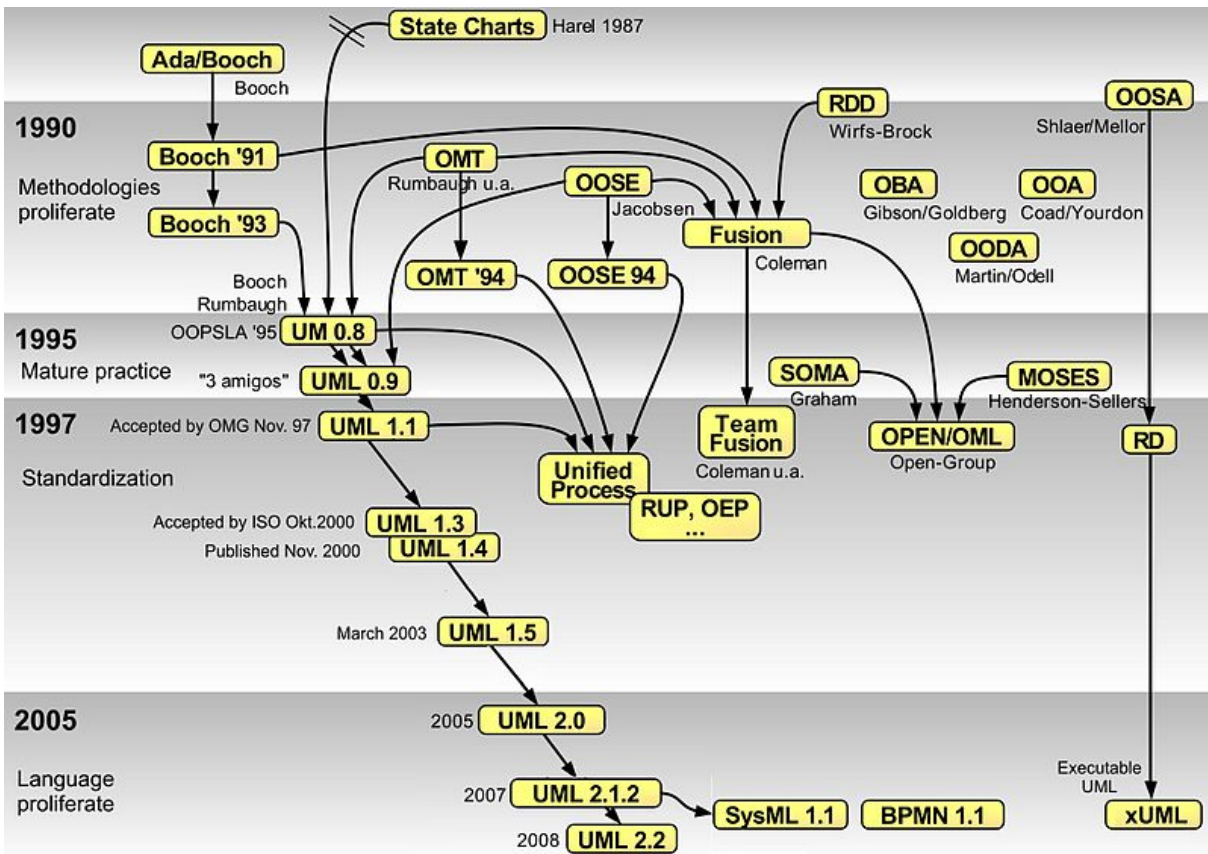 State Charts
Harel 1987
Ada/Booch
Booch
RDD
Wirfs-Brock
OOSA
Shlaer/Mellor
1990
Methodologies
proliferate
Booch '91
OMT
Rumbaugh u.a.
OOSE
Jacobsen
OBA
Gibson/Goldberg
OOA
Coad/Yourdon
Booch '93
Fusion
Coleman
OODA
Martin/Odell
OMT '94
OOSE 94
Booch
Rumbaugh
OOPSLA '95
UM 0.8
1995
Mature practice
"3 amigos"
UML 0.9
SOMA
Graham
MOSES
Henderson-Sellers
1997
Standardization
Accepted by OMG Nov. 97
UML 1.1
Team
Fusion
Coleman u.a.
OPEN/OML
Open-Group
RD
Unified
Process
RUP, OEP
...
Accepted by ISO Okt.2000
UML 1.3
Published Nov. 2000
UML 1.4
March 2003
UML 1.5
2005
Language
proliferate
2005
UML 2.0
2007
UML 2.1.2
2008
UML 2.2
SysML 1.1
BPMN 1.1
Executable
UML
xUML